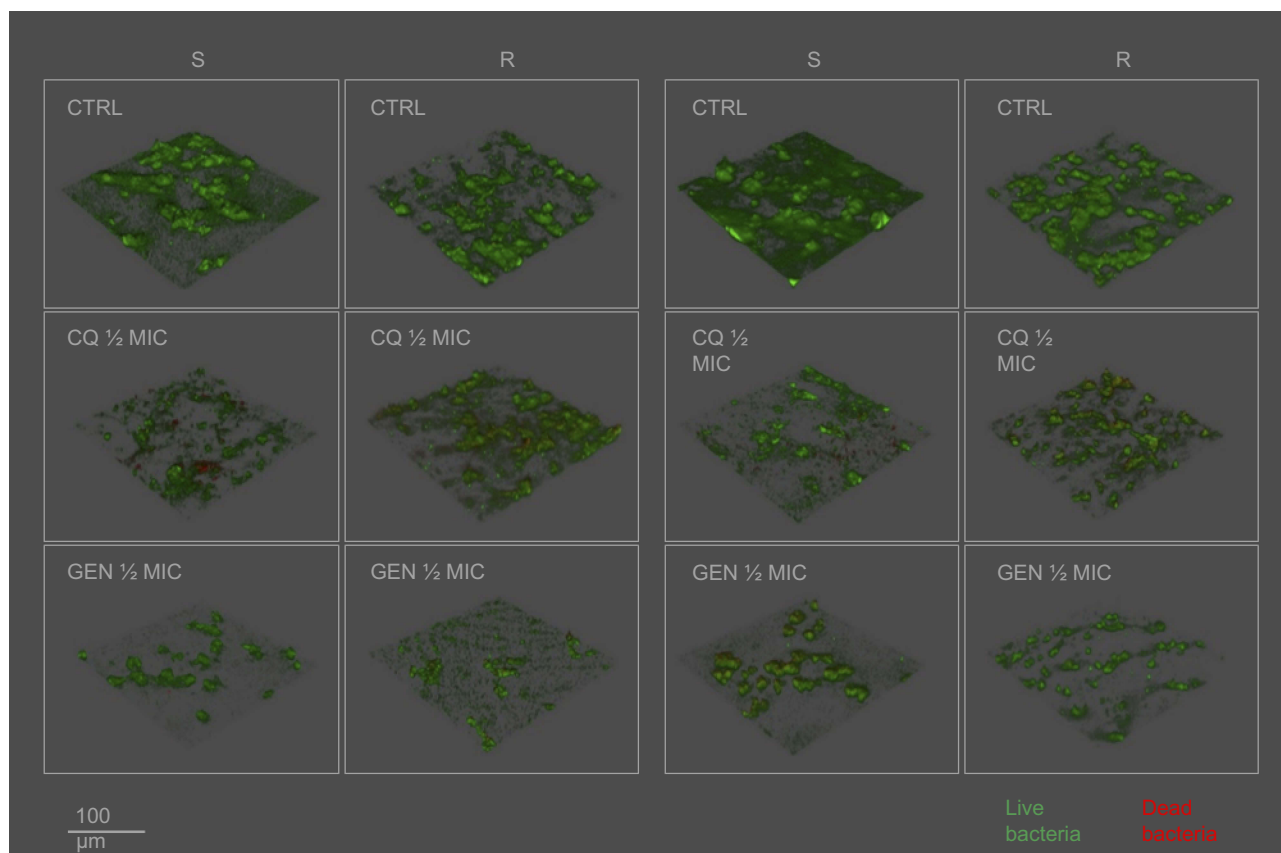 S R S R
CTRL CTRL CTRL CTRL
CQ ½ MIC CQ ½ MIC CQ ½ CQ ½
MIC MIC
GEN ½ MIC GEN ½ MIC GEN ½ MIC GEN ½ MIC
100 Live Dead
µm bacteria bacteria